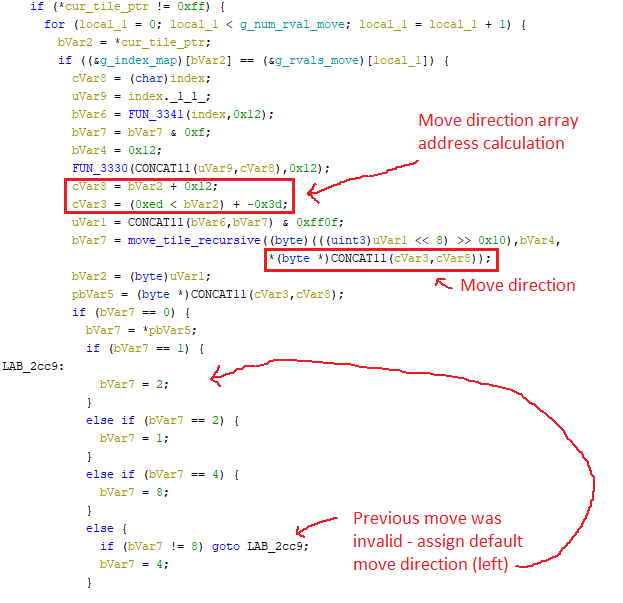 if (*cur_tile_ptr != 0xff) {
for (local_1 = 0; local_1 < g_num_rval_move; local_1 = local_1 + 1) {
bVar2 = *cur_tile_ptr;
if ((&g_index_map)[bVar2] == (&g_rvals_move)[local_1]) {
cVar8 = (char)index;
uVar9 = index._1_1_;
bVar6 = FUN_3341(index,0x12);
bVar7 = bVar7 & 0xf;
bVar4 = 0x12;
FUN_3330(CONCAT11(uVar9,cVar8),0x12);
cVar8 = bVar2 + 0x12;
cVar3 = (0xed < bVar2) + -0x3d;
uVar1 = CONCAT11(bVar6,bVar7) & 0xff0f;
bVar7 = move_tile_recursive((byte)(((uint3)uVar1 << 8) >> 0x10),bVar4,
*(byte *)CONCAT11(cVar3,cVar8));
bVar2 = (byte)uVar1;
pbVar5 = (byte *)CONCAT11(cVar3,cVar8);
if (bVar7 == 0) {
bVar7 = *pbVar5;
if (bVar7 == 1) {
LAB_2cc9:
bVar7 = 2;
}
else if (bVar7 == 2) {
bVar7 = 1;
}
else if (bVar7 == 4) {
bVar7 = 8;
}
else {
if (bVar7 != 8) goto LAB_2cc9;
bVar7 = 4;
}
Move direction array
address calculation
Move direction
Previous move was
invalid - assign default
move direction (left)